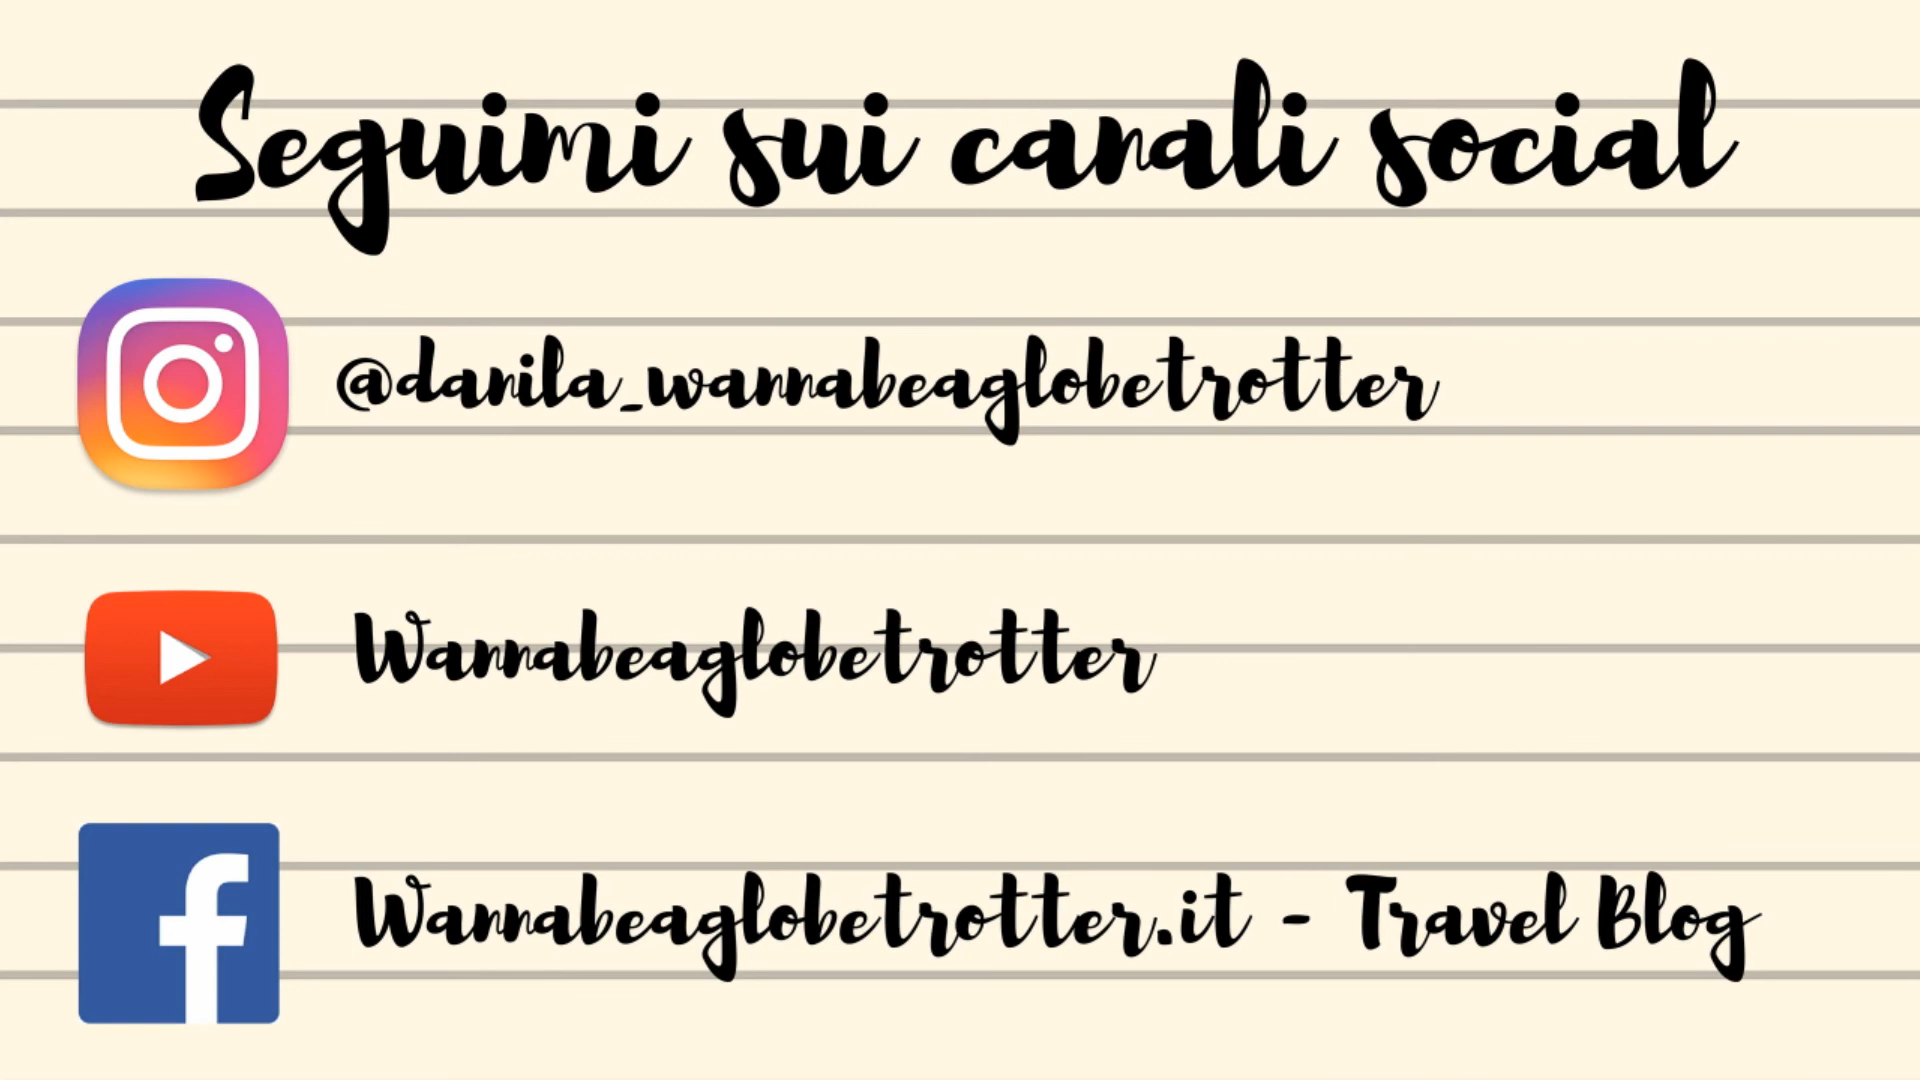 Seguimi sui canali social
@danila_wannabeaglobetrotter
Wannabeaglobetrotter
Wannabeaglobetrotter.it - Travel Blog